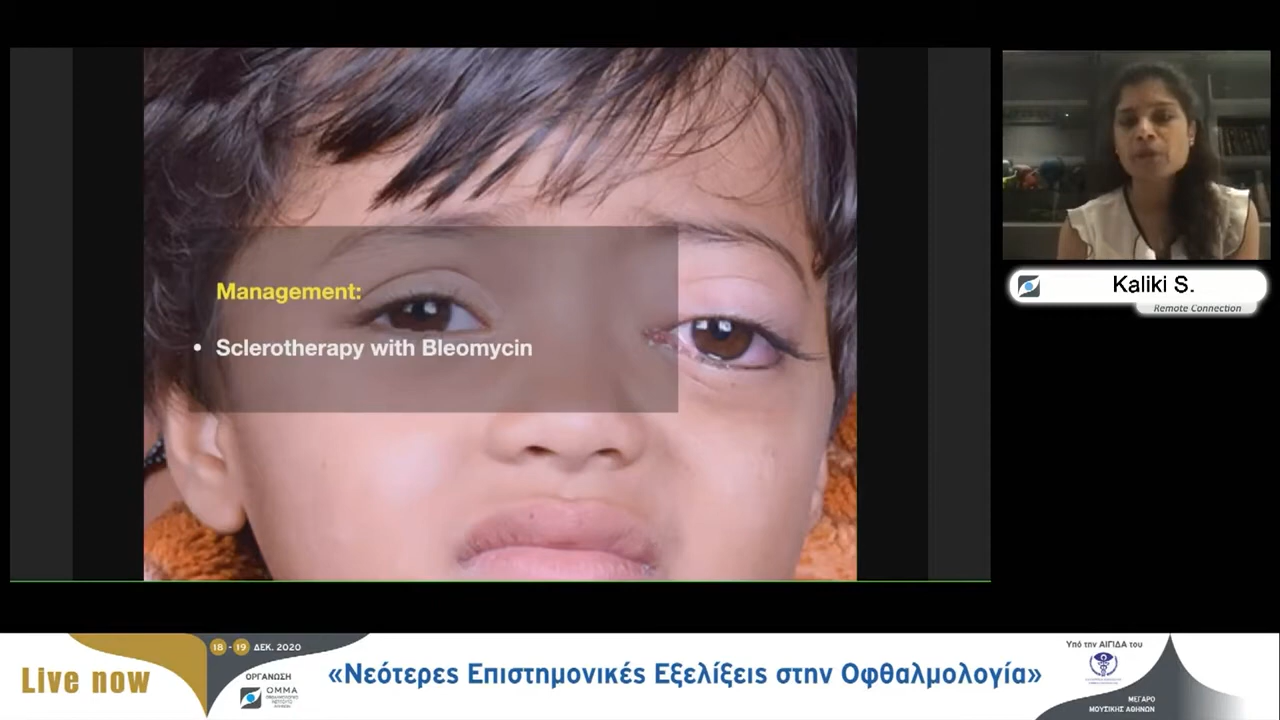 Management:
• Sclerotherapy with Bleomycin
Kaliki S.
Remote Connection
Live now
18 - 19 ΔΕΚ. 2020
ΟΡΓΑΝΩΣΗ
OMMA
«Νεότερες Επιστημονικές Εξελίξεις στην Οφθαλμολογία»
Υπό την ΑΙΓΙΔΑ του
ΜΕΓΑΡΟ
ΜΟΥΣΙΚΗΣ ΑΘΗΝΩΝ